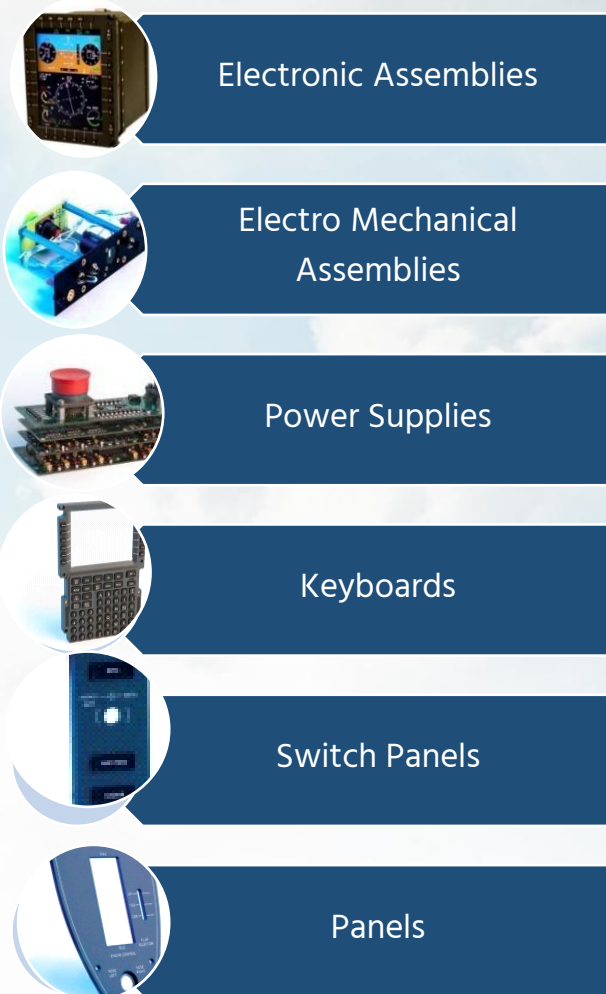 Electronic Assemblies
Electro Mechanical
Assemblies
Power Supplies
Keyboards
Switch Panels
Panels